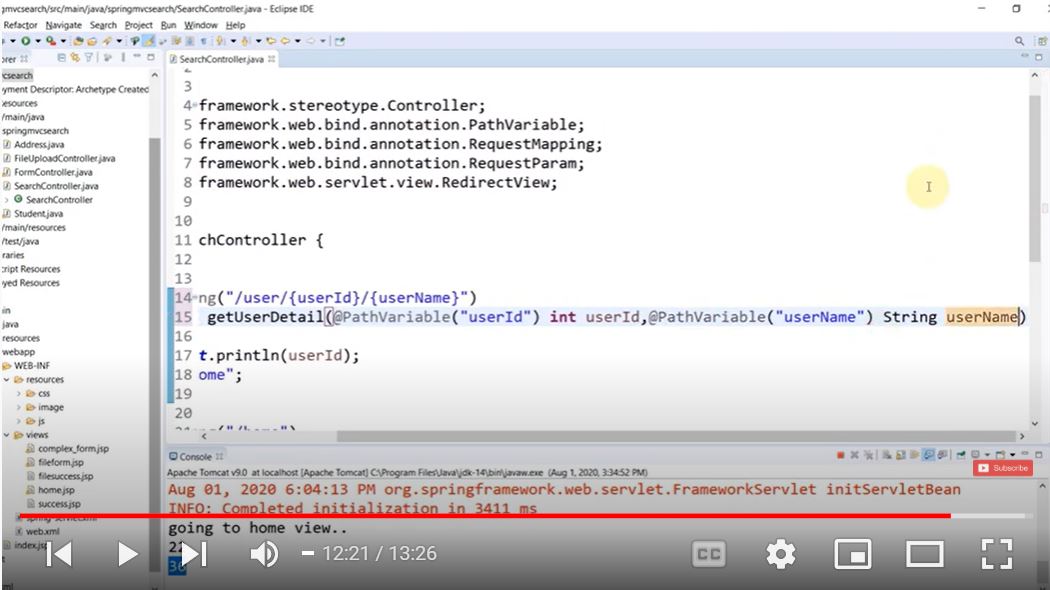 gmvcsearch/src/main/java/springmvcsearch/SearchController.java - Eclipse IDE
Refactor Navigate Search Project Run Window Help
orer
SearchController.java
vcsearch
yment Descriptor: Archetype Created
esources
/main/java
springmvcsearch
Address.java
FileUploadController.java
FormController.java
SearchController.java
SearchController
Student.java
/main/resources
/test/java
raries
cript Resources
yed Resources
in
java
resources
webapp
WEB-INF
resources
css
image
js
views
complex_form.jsp
fileform.jsp
filesuccess.jsp
home.jsp
success.jsp
spring-servlet.xml
web.xml
index.jsp
3
4 framework.stereotype.Controller;
5 framework.web.bind.annotation.PathVariable;
6 framework.web.bind.annotation.RequestMapping;
7 framework.web.bind.annotation.RequestParam;
8 framework.web.servlet.view.RedirectView;
9
10
11 chController {
12
13
14 ng("/user/{userId}/{userName}")
15 getUserDetail(@PathVariable("userId") int userId,@PathVariable("userName") String userName)
16
17 t.println(userId);
18 ome";
19
20
21 ng("/home")
Console
Apache Tomcat v9.0 at localhost [Apache Tomcat] C:\Program Files\Java\jdk-14\bin\javaw.exe (Aug 1, 2020, 3:34:52 PM)
Subscribe
Aug 01, 2020 6:04:13 PM org.springframework.web.servlet.FrameworkServlet initServletBean
INFO: Completed initialization in 3411 ms
going to home view..
12:21 / 13:26
CC